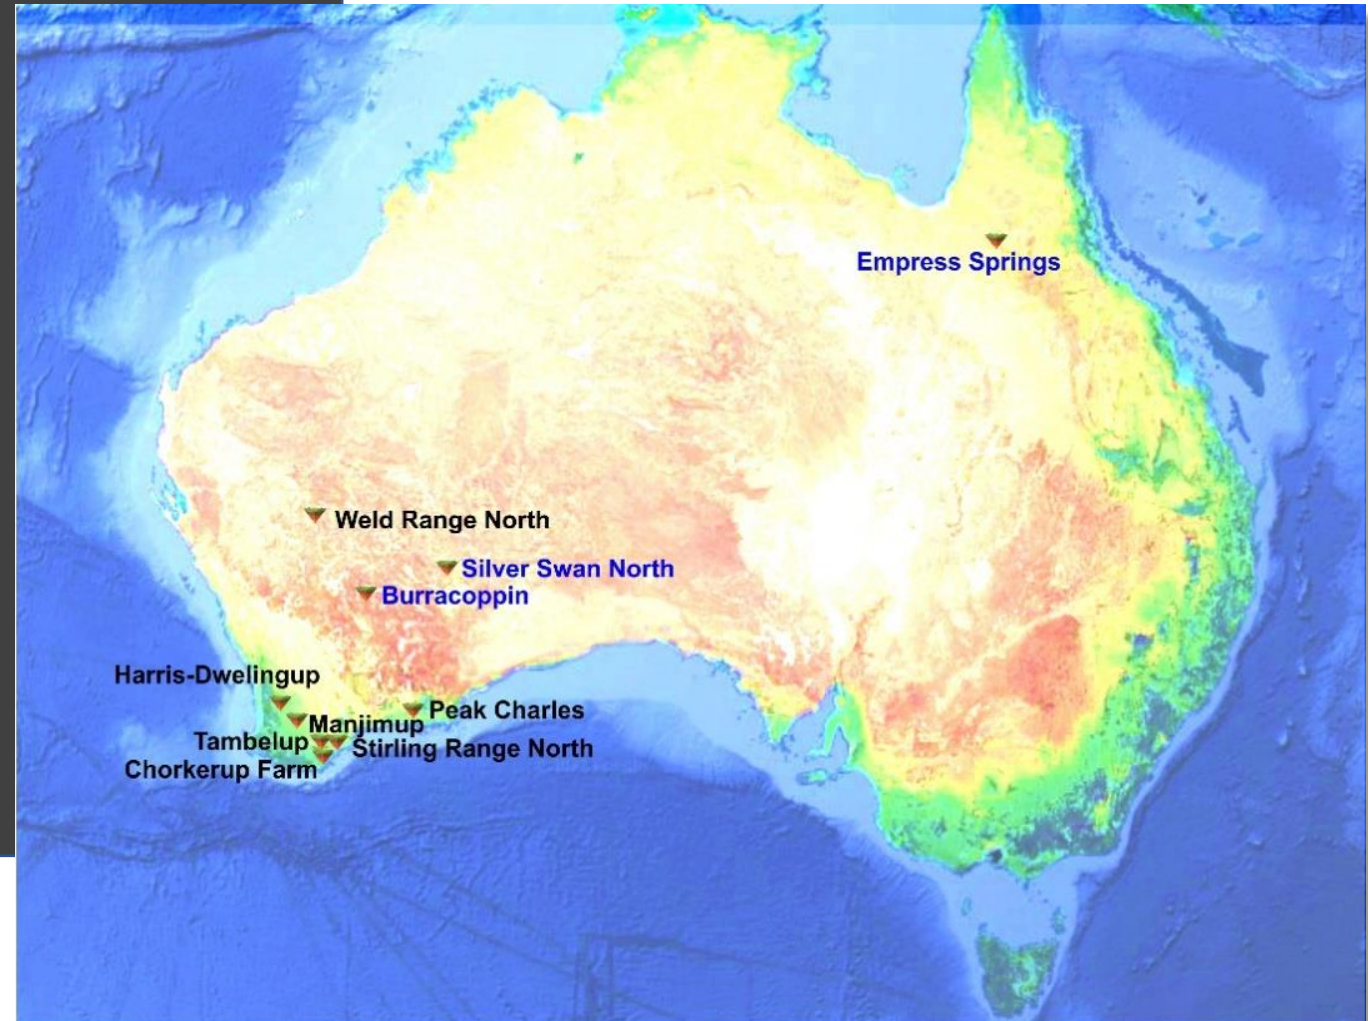 Empress Springs
Weld Range North
Silver Swan North
Burracoppin
Harris-Dwelingup
Peak Charles
Manjimup
Tambelup
Stirling Range North
Chorkerup Farm